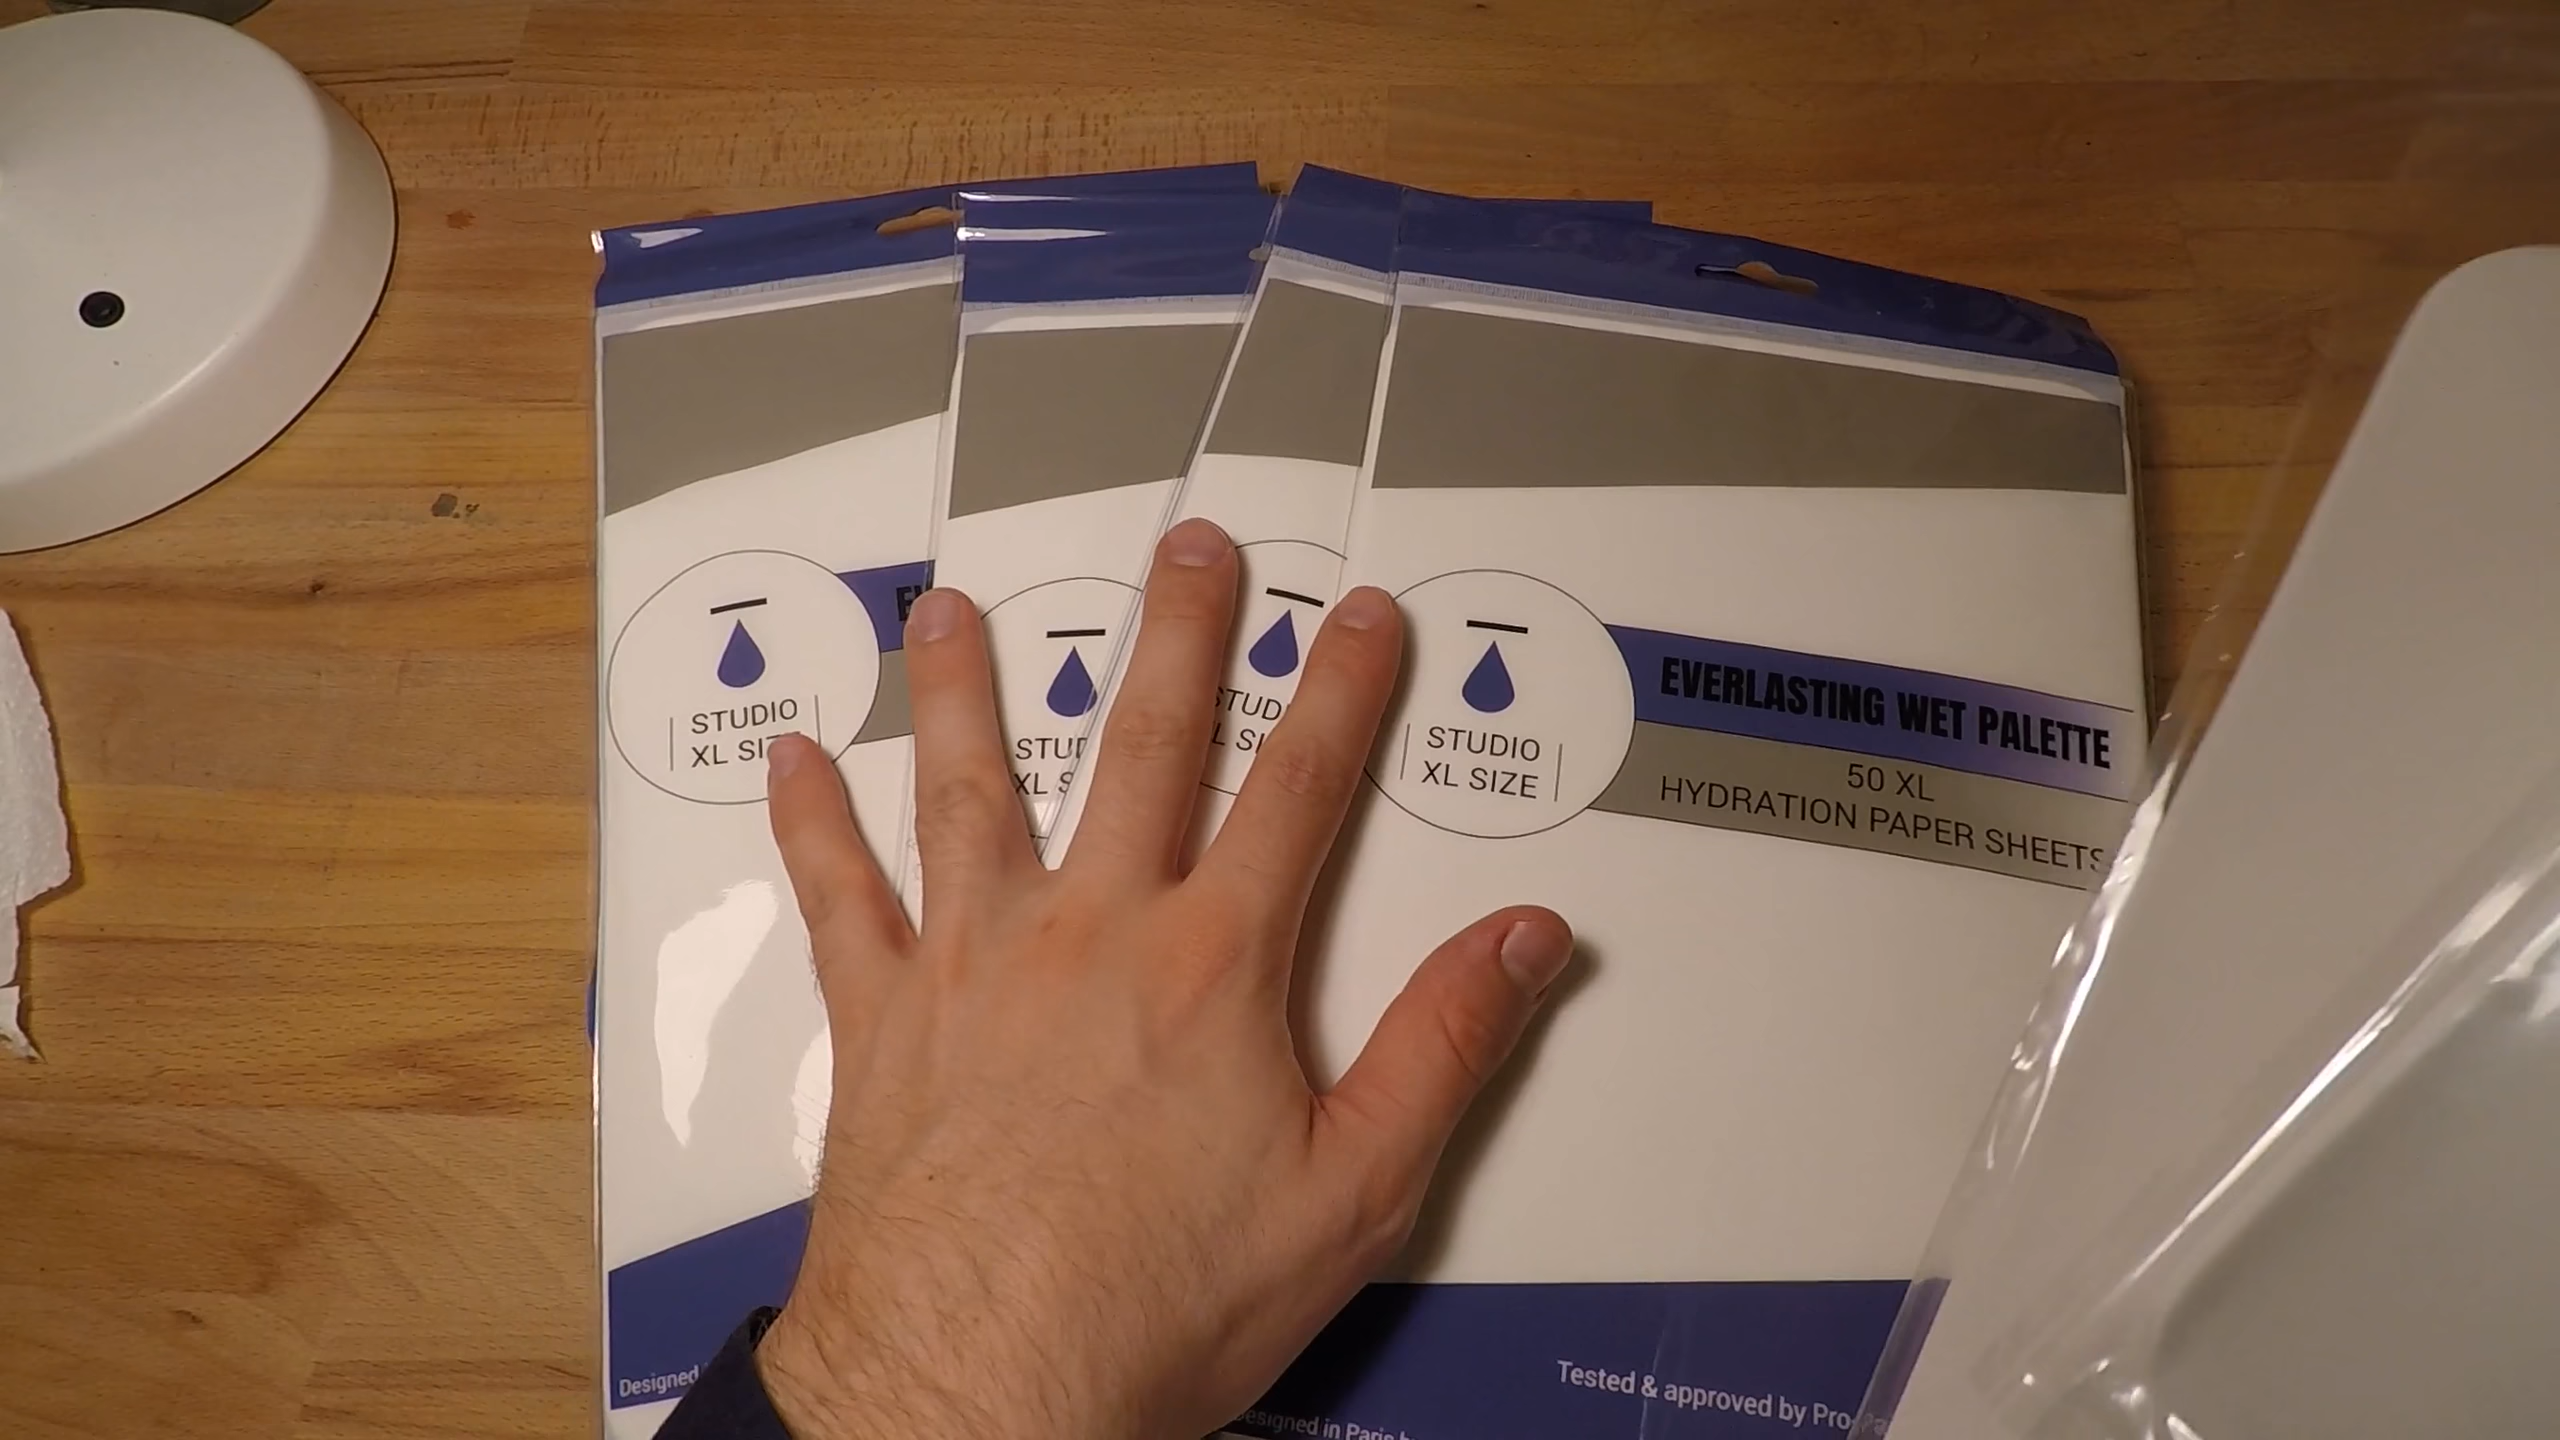 STUDIO
XL
STUDIO
XL SIZE
EVERLASTING WET PALETTE
50 XL
HYDRATION PAPER SHEETS
Designed
Designed in Paris
Tested & approved by